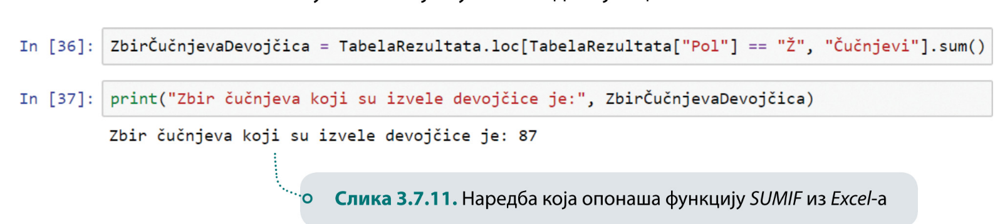 In [36]: ZbirČučnjevaDevojčica = TabelaRezultata.loc[TabelaRezultata["Pol"] == "Ž", "Čučnjevi"].sum()
In [37]: print("Zbir čučnjeva koji su izvele devojčice je:", ZbirČučnjevaDevojčica)
Zbir čučnjeva koji su izvele devojčice je: 87
Слика 3.7.11. Наредба која опонаша функцију SUMIF из Excel-а